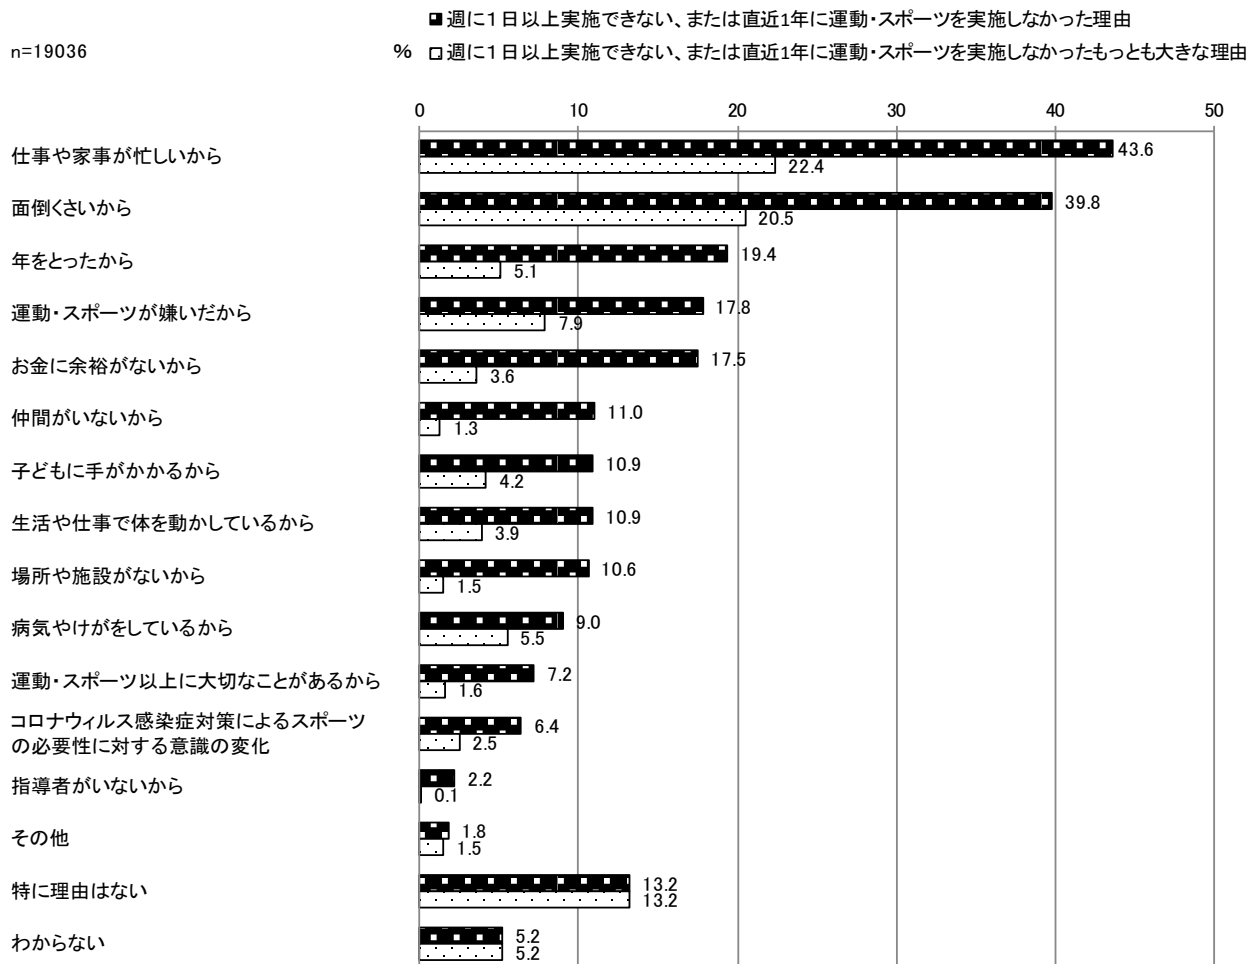 ■週に１日以上実施できない、または直近1年に運動・スポーツを実施しなかった理由
n=19036
%
□週に１日以上実施できない、または直近1年に運動・スポーツを実施しなかったもっとも大きな理由
0 10 20 30 40 50
仕事や家事が忙しいから 43.6
22.4
面倒くさいから 39.8
20.5
年をとったから 19.4
5.1
運動・スポーツが嫌いだから 17.8
7.9
お金に余裕がないから 17.5
3.6
仲間がいないから 11.0
1.3
子どもに手がかかるから 10.9
4.2
生活や仕事で体を動かしているから 10.9
3.9
場所や施設がないから 10.6
1.5
病気やけがをしているから 9.0
5.5
運動・スポーツ以上に大切なことがあるから 7.2
1.6
コロナウィルス感染症対策によるスポーツ
の必要性に対する意識の変化
6.4
2.5
指導者がいないから 2.2
0.1
その他 1.8
1.5
特に理由はない 13.2
13.2
わからない 5.2
5.2